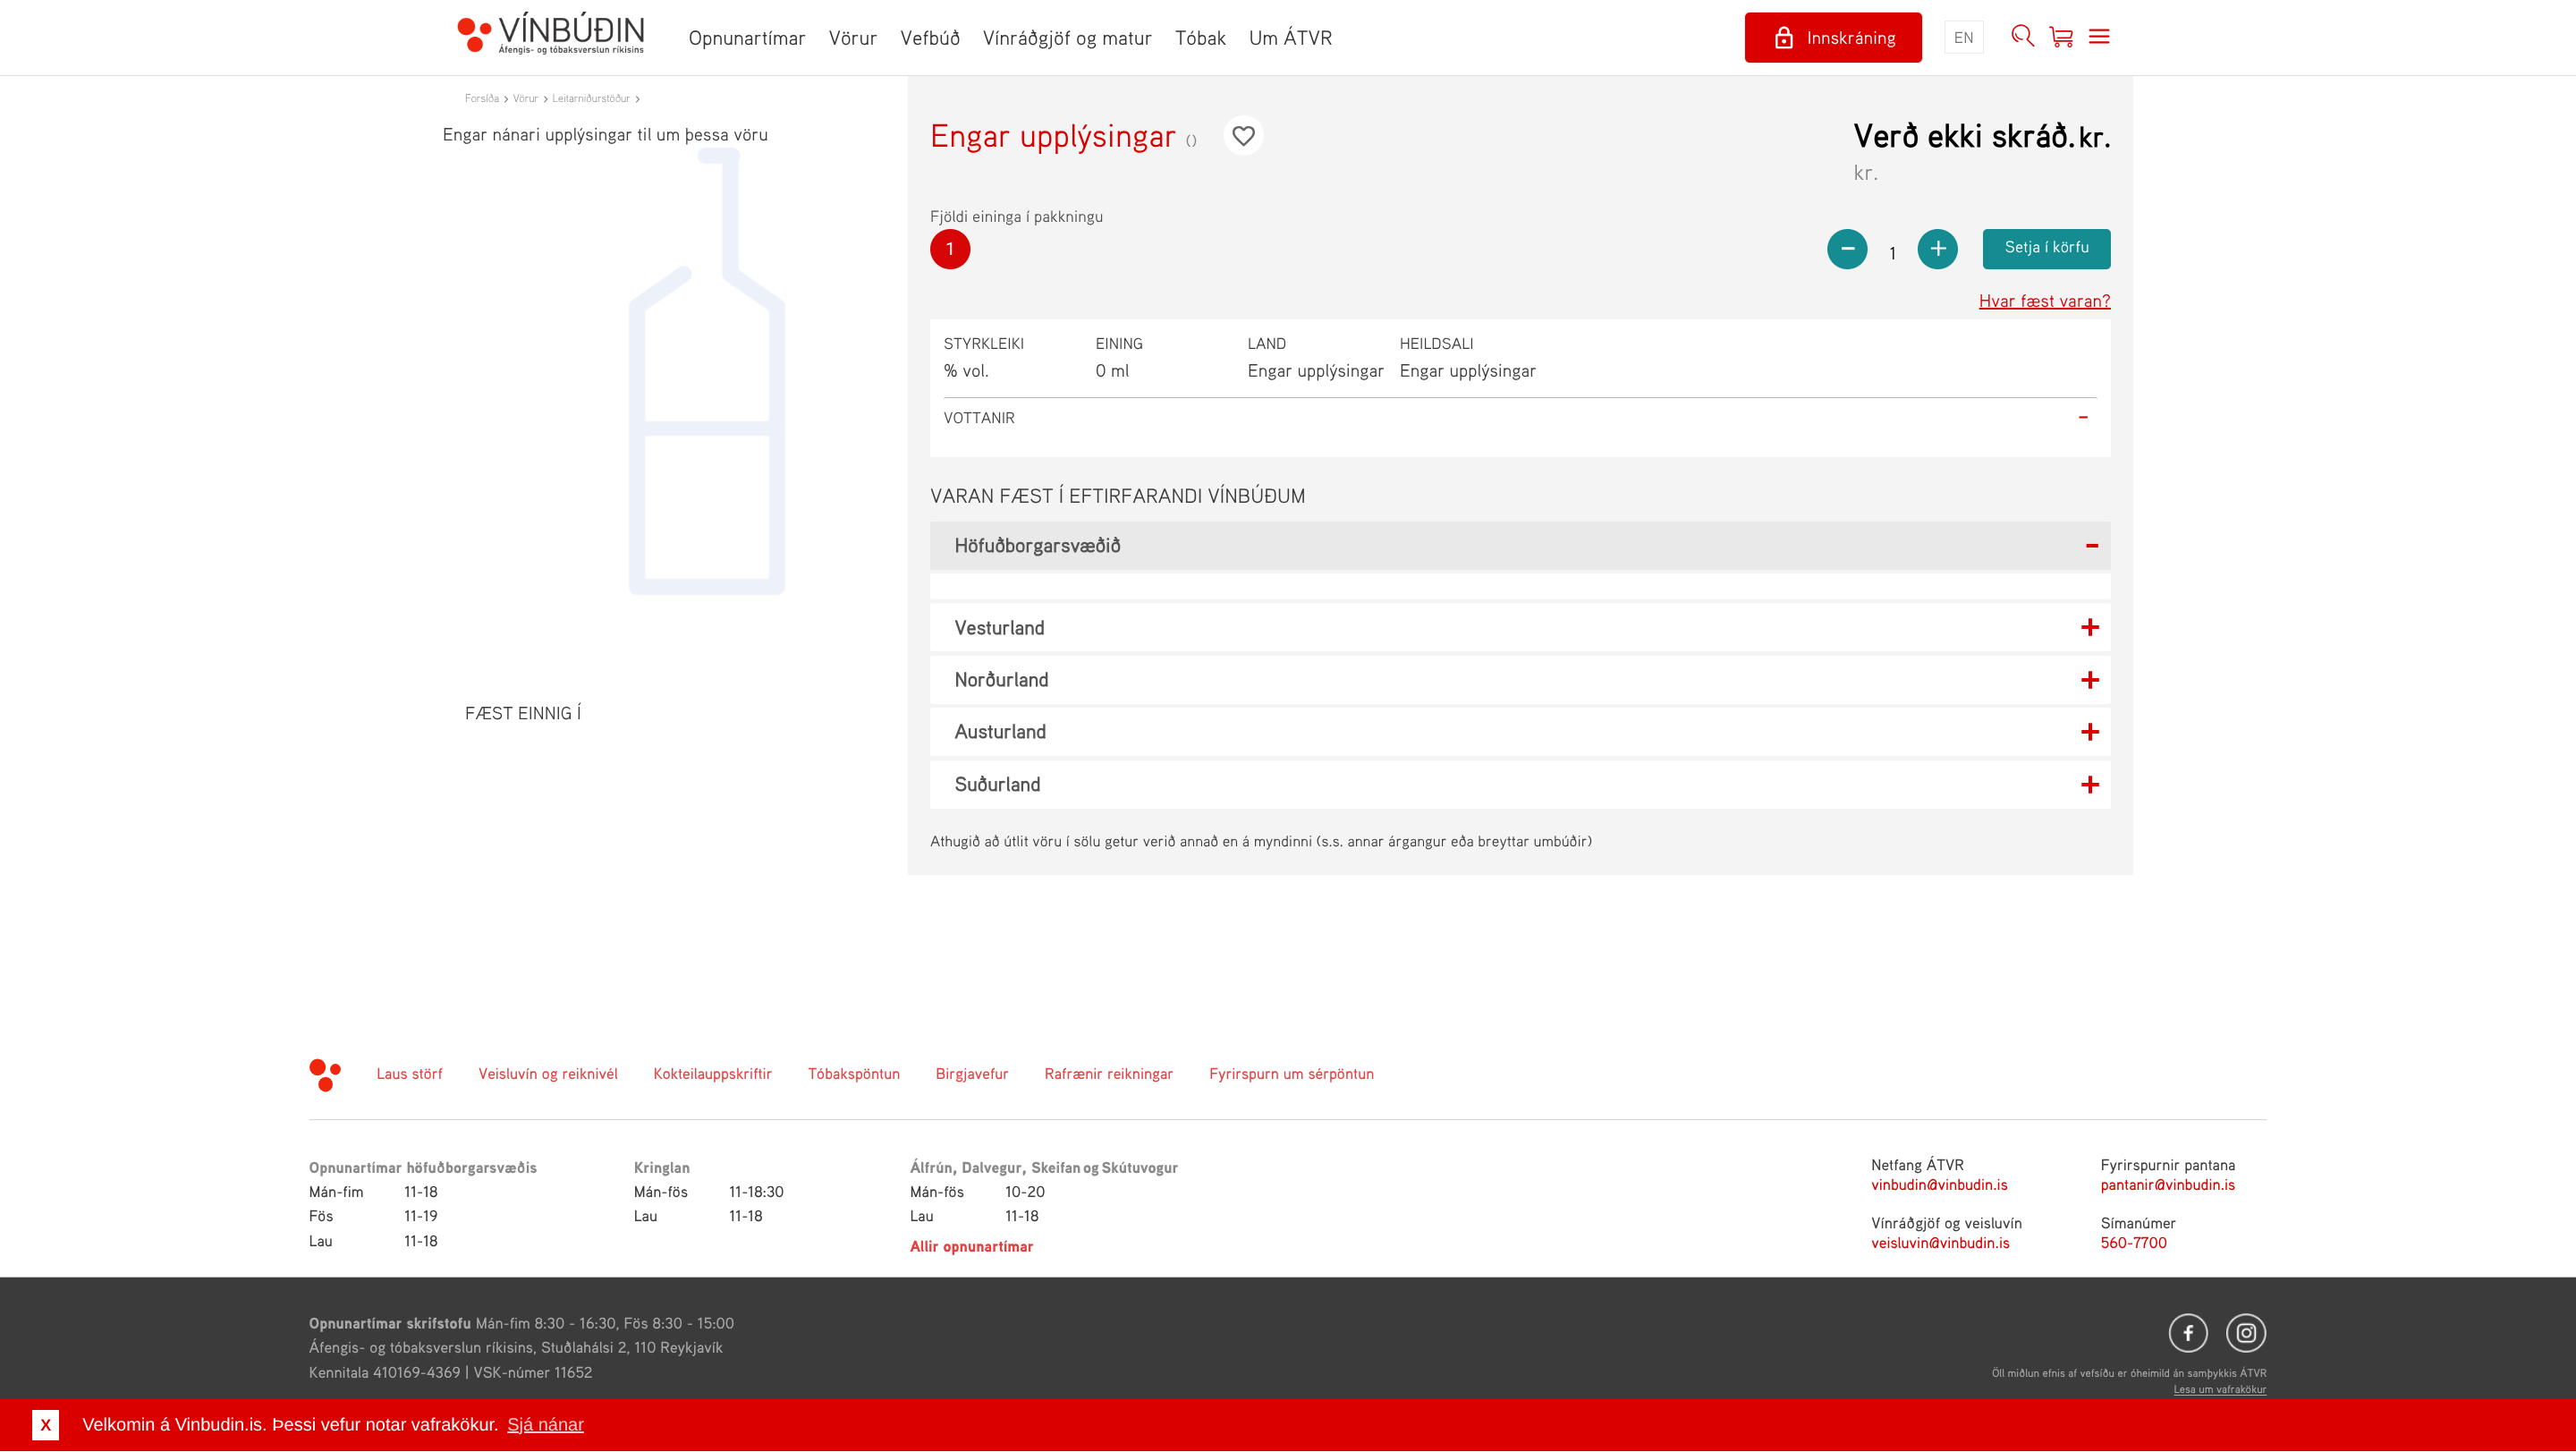 VÍNBÚÐIN
Áfengis- og tóbaksverslun ríkisins
Opnunartímar Vörur Vefbúð Vínráðgjöf og matur Tóbak Um ÁTVR
Innskráning
EN
Forsíða › Vörur › Leitarniðurstöður ›
Engar nánari upplýsingar til um þessa vöru
FÆST EINNIG Í
Engar upplýsingar ()
Verð ekki skráð. kr.
kr.
Fjöldi eininga í pakkningu
1
− 1 +
Setja í körfu
Hvar fæst varan?
STYRKLEIKI EINING LAND HEILDSALI
% vol. 0 ml Engar upplýsingar Engar upplýsingar
VOTTANIR -
VARAN FÆST Í EFTIRFARANDI VÍNBÚÐUM
Höfuðborgarsvæðið -
Vesturland +
Norðurland +
Austurland +
Suðurland +
Athugið að útlit vöru í sölu getur verið annað en á myndinni (s.s. annar árgangur eða breyttar umbúðir)
Laus störf Veisluvín og reiknivél Kokteilauppskriftir Tóbakspöntun Birgjavefur Rafrænir reikningar Fyrirspurn um sérpöntun
Opnunartímar höfuðborgarsvæðis
Mán-fim 11-18
Fös 11-19
Lau 11-18
Kringlan
Mán-fös 11-18:30
Lau 11-18
Álfrún, Dalvegur, Skeifan og Skútuvogur
Mán-fös 10-20
Lau 11-18
Allir opnunartímar
Netfang ÁTVR
vinbudin@vinbudin.is
Vínráðgjöf og veisluvín
veisluvin@vinbudin.is
Fyrirspurnir pantana
pantanir@vinbudin.is
Símanúmer
560-7700
Opnunartímar skrifstofu Mán-fim 8:30 - 16:30, Fös 8:30 - 15:00
Áfengis- og tóbaksverslun ríkisins, Stuðlahálsi 2, 110 Reykjavík
Kennitala 410169-4369 | VSK-númer 11652
Öll miðlun efnis af vefsíðu er óheimild án samþykkis ÁTVR
Lesa um vafrakökur
X Velkomin á Vinbudin.is. Þessi vefur notar vafrakökur. Sjá nánar